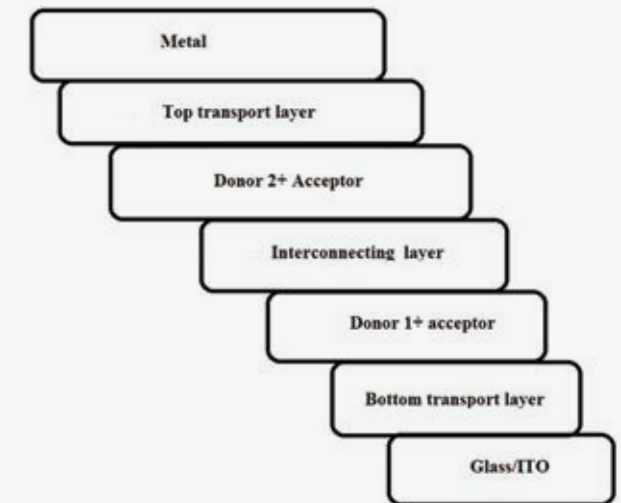 Metal
Top transport layer
Donor 2+ Acceptor
Interconnecting layer
Donor 1+ acceptor
Bottom transport layer
Glass/ITO